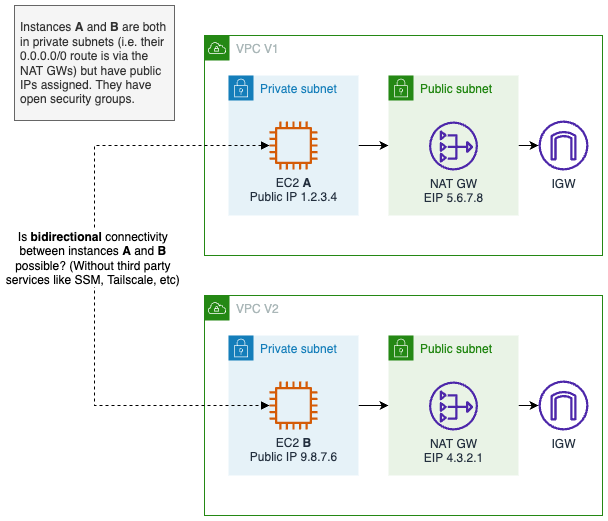 Instances A and B are both
in private subnets (i.e. their
0.0.0.0/0 route is via the
NAT GWs) but have public
IPs assigned. They have
open security groups.
VPC V1
Private subnet
Public subnet
EC2 A
Public IP 1.2.3.4
NAT GW
EIP 5.6.7.8
IGW
Is bidirectional connectivity
between instances A and B
possible? (Without third party
services like SSM, Tailscale, etc)
VPC V2
Private subnet
Public subnet
EC2 B
Public IP 9.8.7.6
NAT GW
EIP 4.3.2.1
IGW